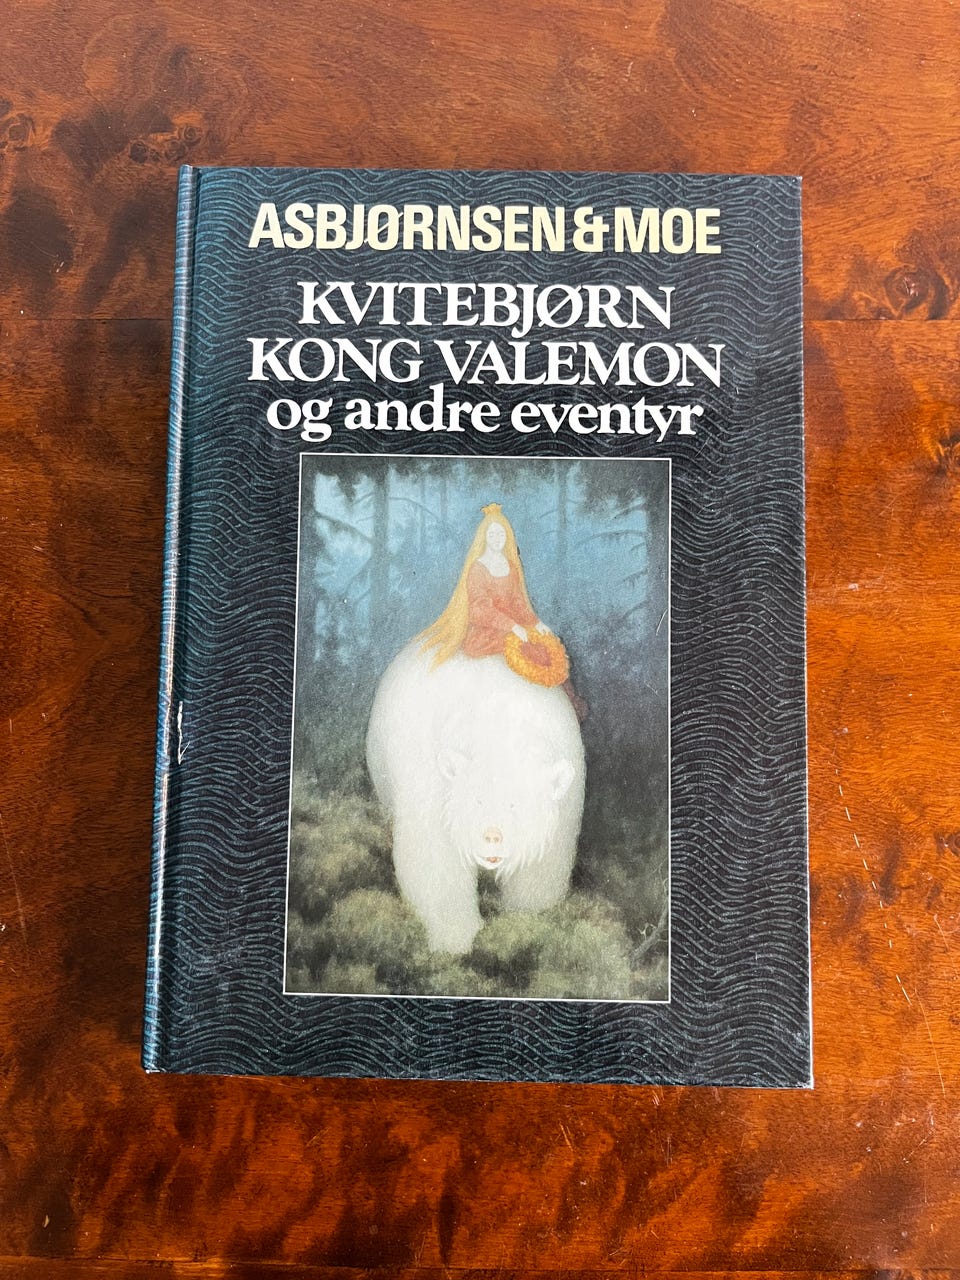 ASBJØRNSEN & MOE
KVITEBJØRN
KONG VALEMON
og andre eventyr